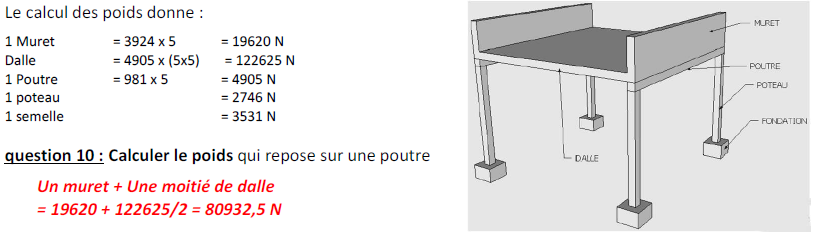 Le calcul des poids donne :
1 Muret = 3924 x 5 = 19620 N
Dalle = 4905 x (5x5) = 122625 N
1 Poutre = 981 x 5 = 4905 N
1 poteau = 2746 N
1 semelle = 3531 N
question 10 : Calculer le poids qui repose sur une poutre
Un muret + Une moitié de dalle
= 19620 + 122625/2 = 80932,5 N
MURET
POUTRE
POTEAU
FONDATION
DALLE